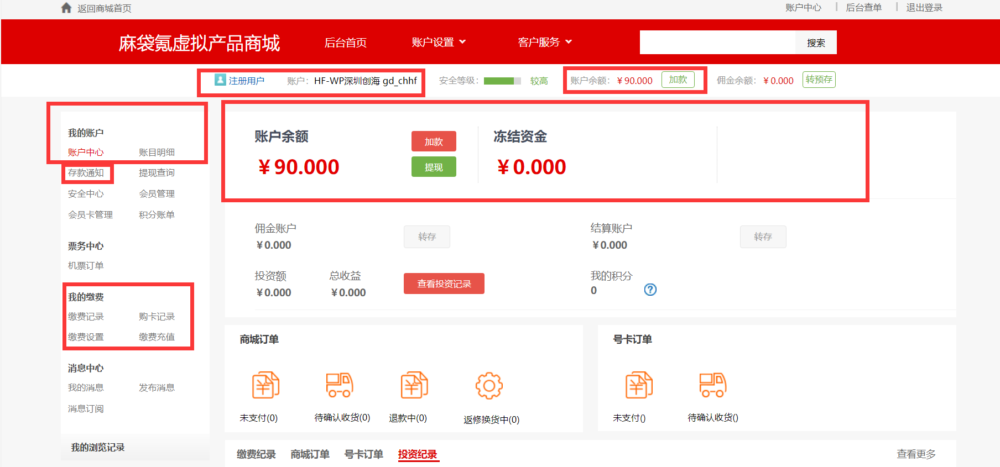 返回商城首页 账户中心 后台查单 退出登录
麻袋氪虚拟产品商城 后台首页 账户设置 客户服务 搜索
注册用户 账户： HF-WP深圳创海 gd_chhf 安全等级： 较高 账户余额： ￥90.000 加款 佣金余额： ￥0.000 转预存
我的账户
账户中心 账目明细
存款通知 提现查询
安全中心 会员管理
会员卡管理 积分账单
票务中心
机票订单
我的缴费
缴费记录 购卡记录
缴费设置 缴费充值
消息中心
我的消息 发布消息
消息订阅
我的浏览记录
账户余额 加款 冻结资金
￥90.000 提现 ￥0.000
佣金账户 转存 结算账户 转存
￥0.000 ￥0.000
投资额 总收益 查看投资记录 我的积分
￥0.000 ￥0.000 0 ?
商城订单
未支付(0) 待确认收货(0) 退款中(0) 返修换货中(0)
号卡订单
未支付() 待确认收货()
缴费纪录 商城订单 号卡订单 投资纪录 查看更多